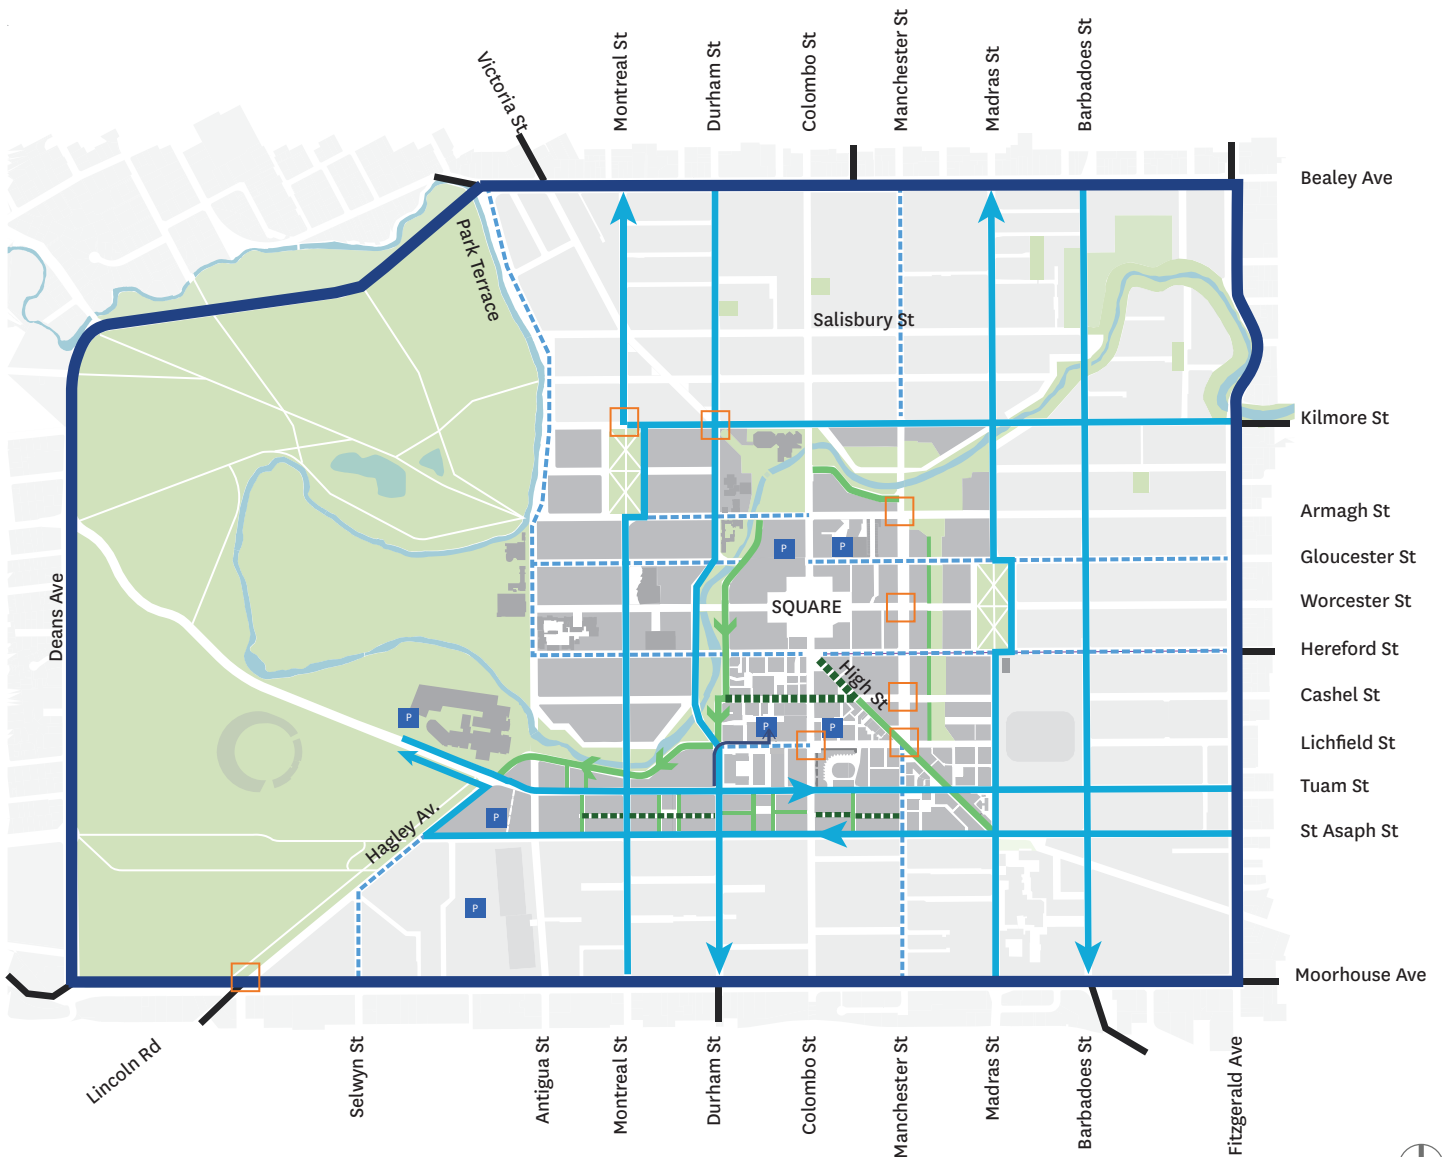 Victoria St
Montreal St
Durham St
Colombo St
Manchester St
Madras St
Barbadoes St
Bealey Ave
Park Terrace
Salisbury St
Kilmore St
Armagh St
P
P
Gloucester St
Deans Ave
SQUARE
Worcester St
Hereford St
High St
Cashel St
P
P
P
Lichfield St
Tuam St
P
Hagley Av.
St Asaph St
P
Moorhouse Ave
Lincoln Rd
Selwyn St
Antigua St
Montreal St
Durham St
Colombo St
Manchester St
Madras St
Barbadoes St
Fitzgerald Ave